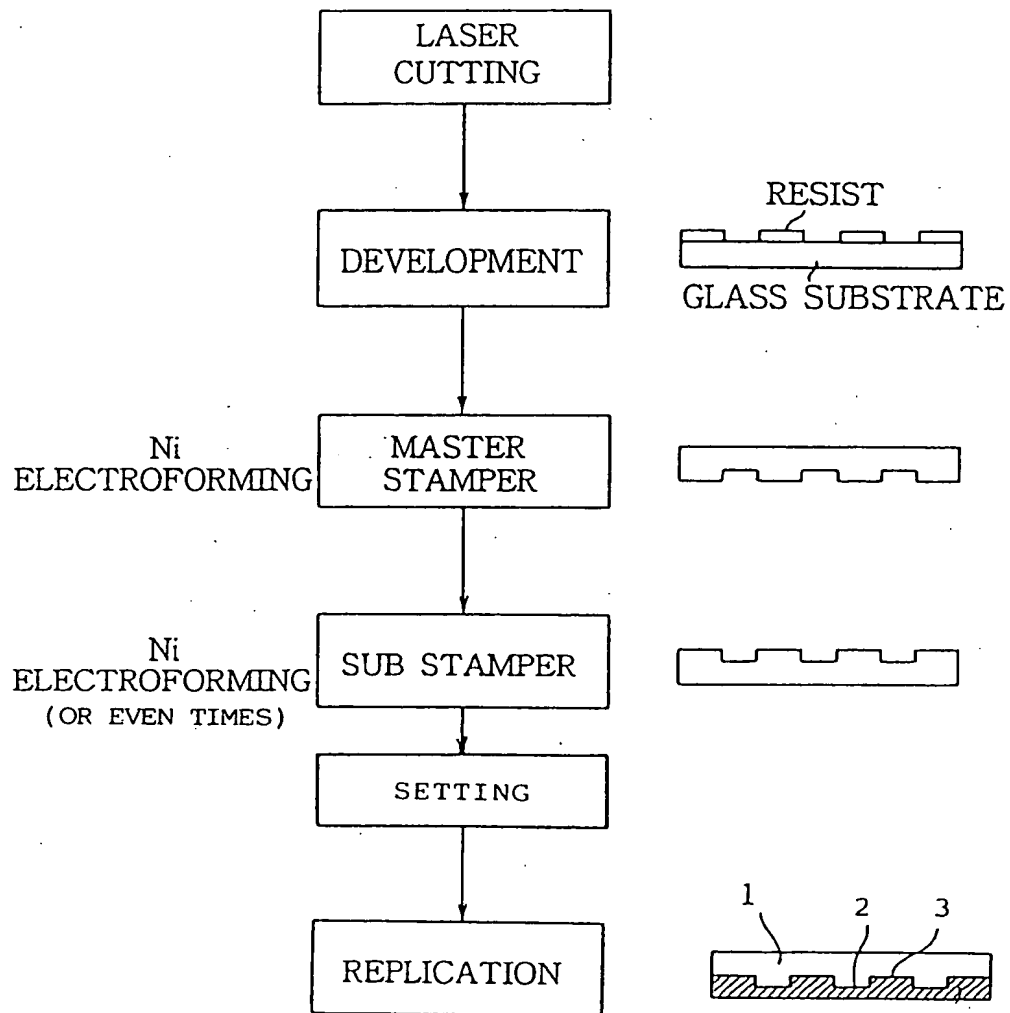 LASER
CUTTING
RESIST
DEVELOPMENT
GLASS SUBSTRATE
Ni
ELECTROFORMING
MASTER
STAMPER
Ni
ELECTROFORMING
(OR EVEN TIMES)
SUB STAMPER
SETTING
1
2
3
REPLICATION